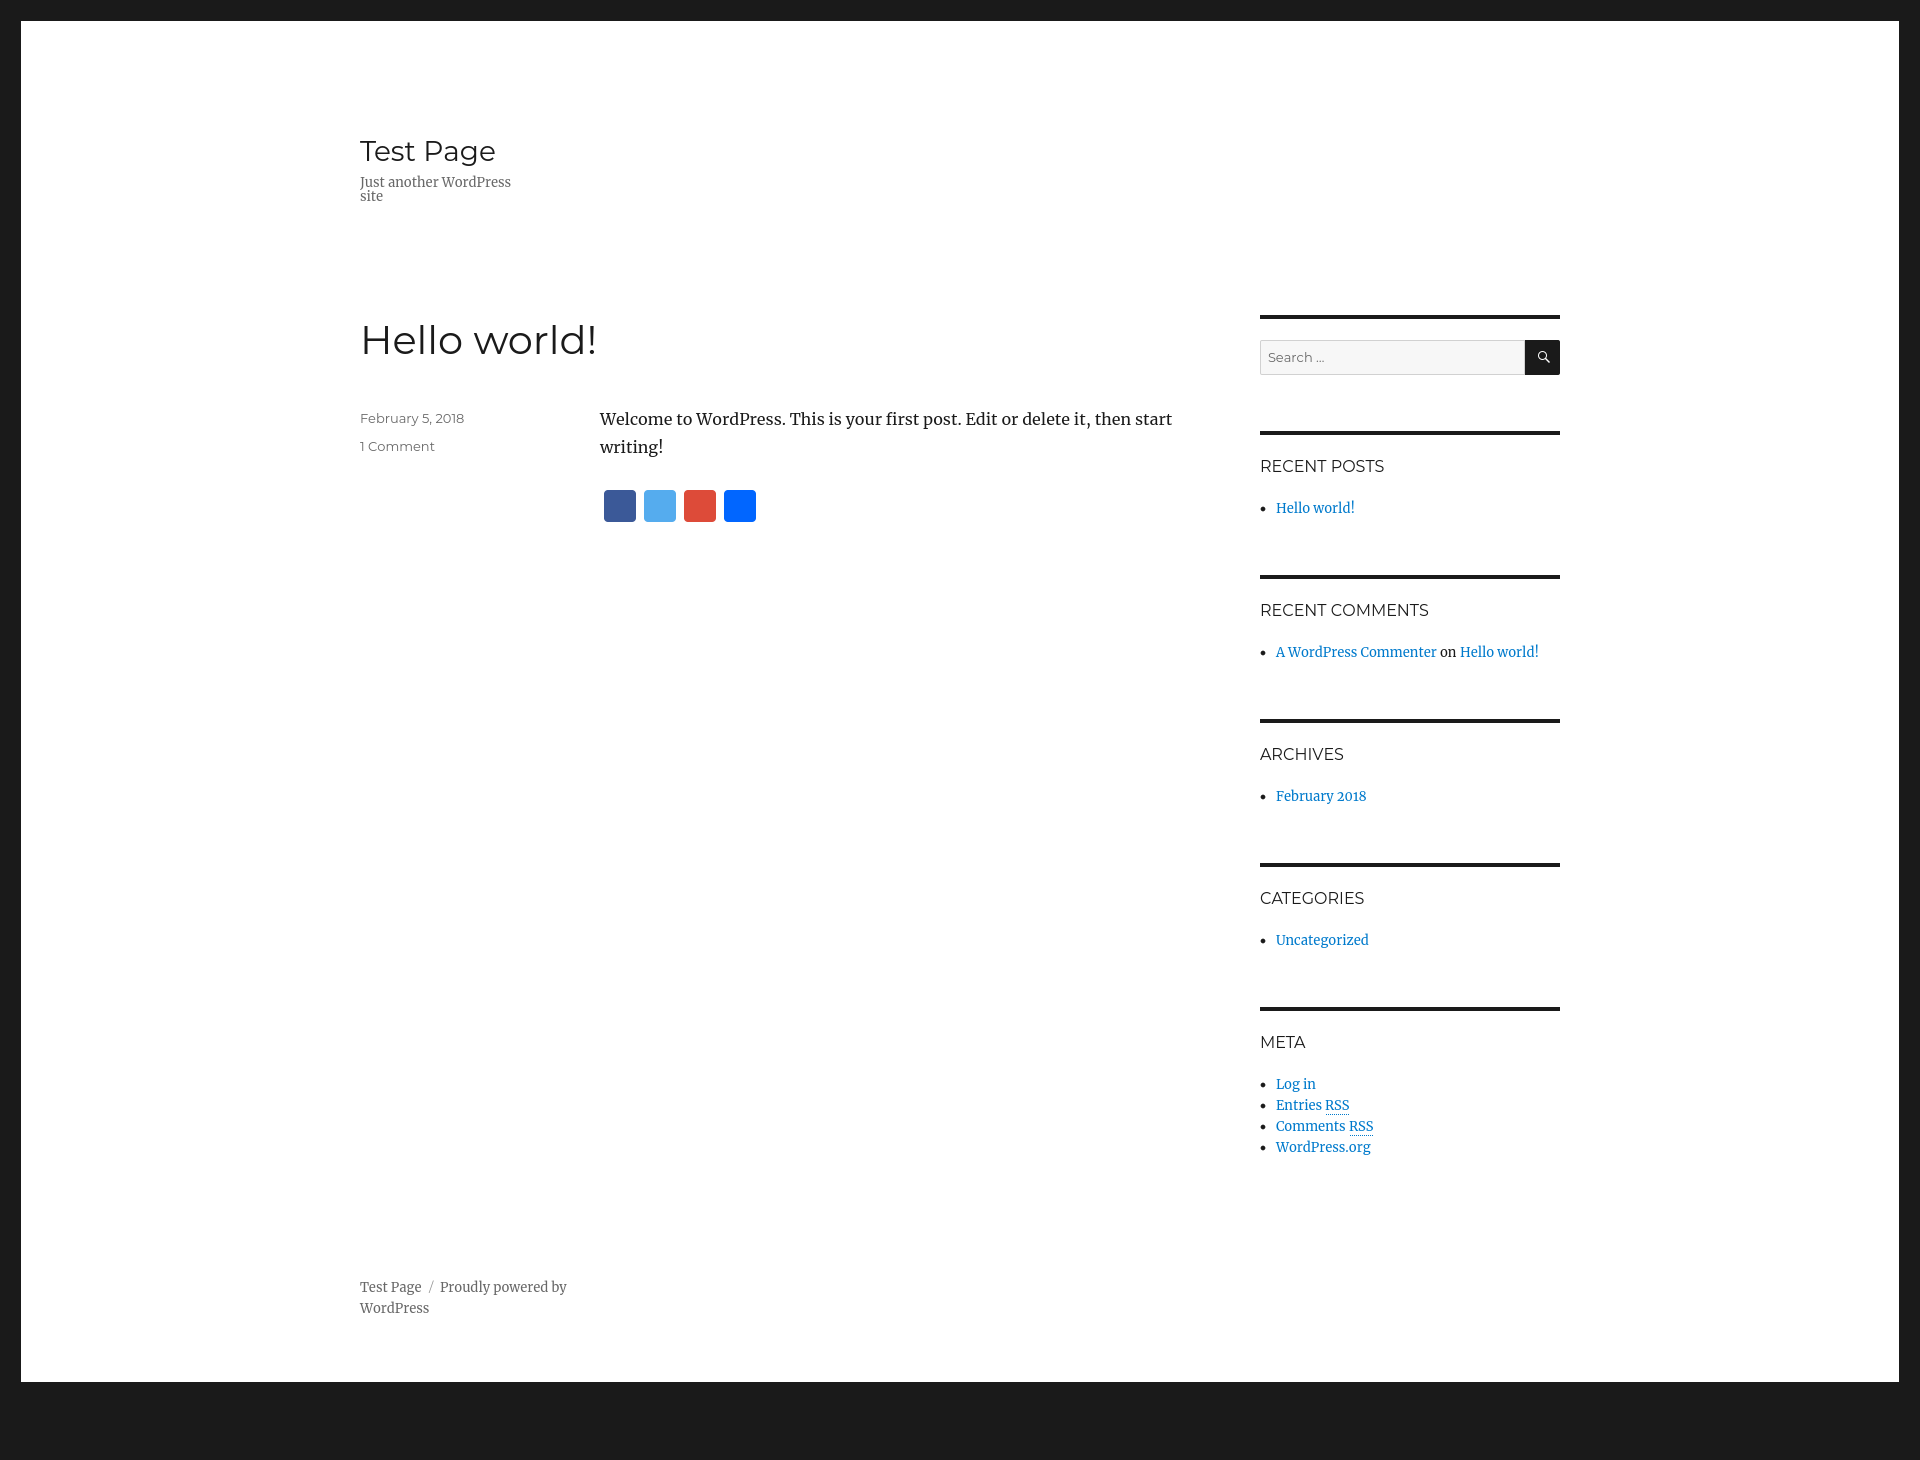 Test Page
Just another WordPress
site
Hello world!
February 5, 2018
1 Comment
Welcome to WordPress. This is your first post. Edit or delete it, then start
writing!
Search …
RECENT POSTS
Hello world!
RECENT COMMENTS
A WordPress Commenter on Hello world!
ARCHIVES
February 2018
CATEGORIES
Uncategorized
META
Log in
Entries RSS
Comments RSS
WordPress.org
Test Page / Proudly powered by
WordPress